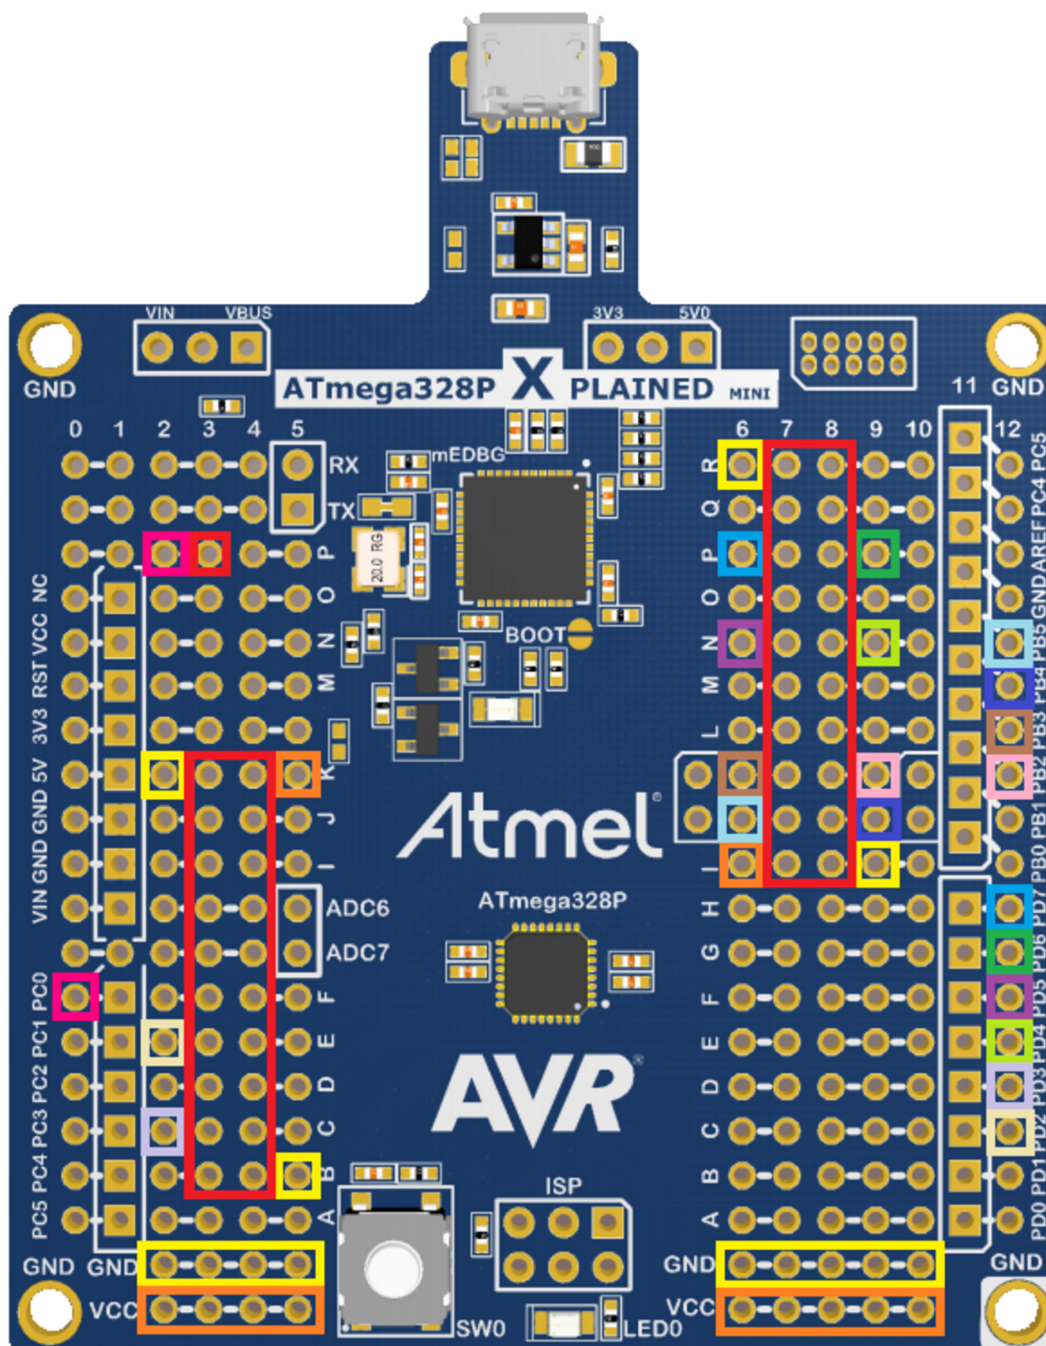 VIN VBUS
3V3 5V0
GND
ATmega328P X PLAINED MINI
GND
0 1 2 3 4 5
6 7 8 9 10 11 12
RX
TX
mEDBG
20.0 RG
BOOT
P
O
N
M
K
J
I
ADC6
ADC7
F
E
D
C
B
A
NC
VCC
RST
3V3
5V
GND
GND
VIN
PC0
PC1
PC2
PC3
PC4
PC5
R
Q
P
O
N
M
L
I
H
G
F
E
D
C
B
A
PC5
PC4
AREF
GND
PB5
PB4
PB3
PB2
PB1
PB0
PD7
PD6
PD5
PD4
PD3
PD2
PD1
PD0
Atmel®
ATmega328P
AVR®
ISP
GND GND
VCC
SW0
LED0
GND
VCC
GND